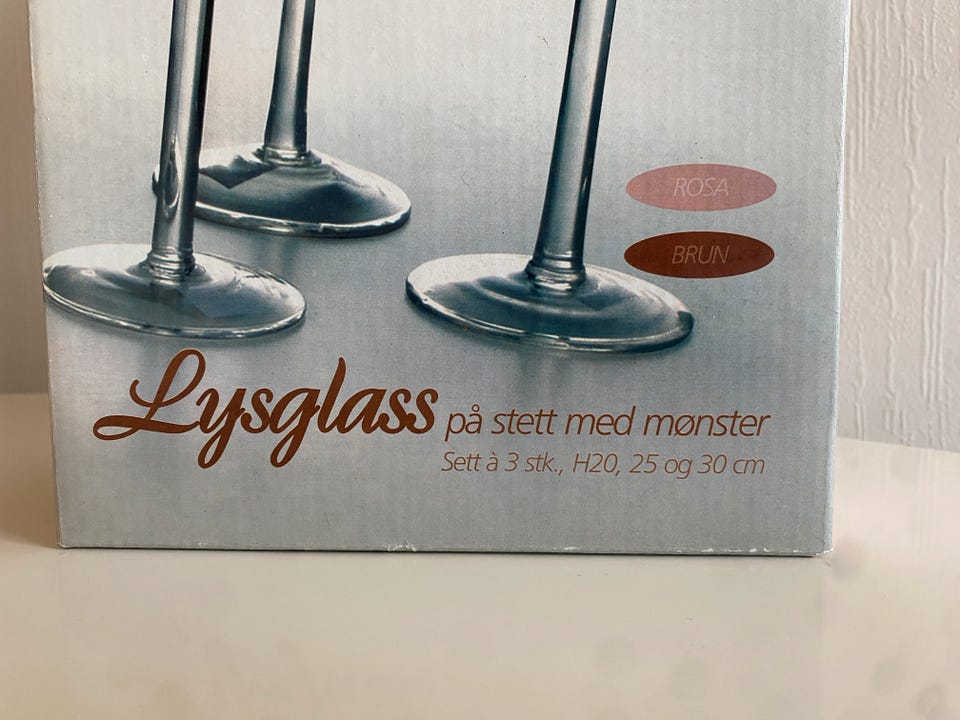 ROSA
BRUN
Lysglass på stett med mønster
Sett à 3 stk., H20, 25 og 30 cm